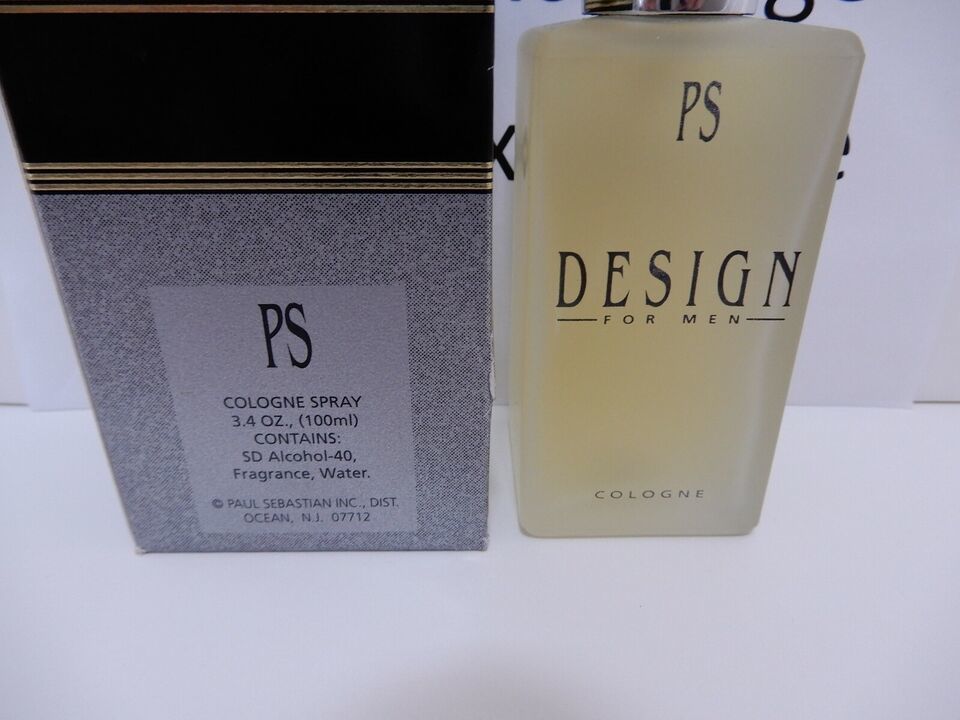 PS
COLOGNE SPRAY
3.4 OZ., (100ml)
CONTAINS:
SD Alcohol-40,
Fragrance, Water.
© PAUL SEBASTIAN INC., DIST.
OCEAN, N.J. 07712
PS
DESIGN
FOR MEN
COLOGNE